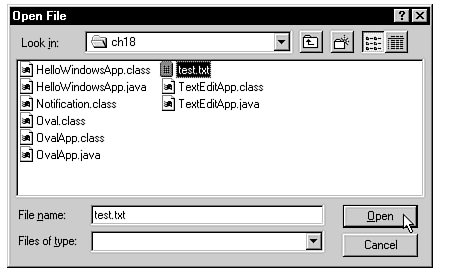 Open File
Look in: ch18
HelloWindowsApp.class
HelloWindowsApp.java
Notification.class
Oval.class
OvalApp.class
OvalApp.java
test.txt
TextEditApp.class
TextEditApp.java
File name: test.txt Open
Files of type: Cancel